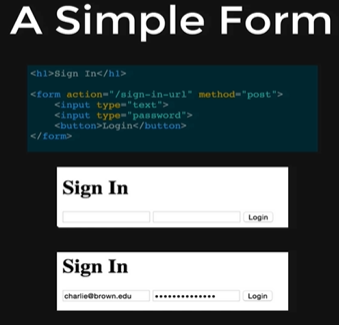 A Simple Form
<h1>Sign In</h1>
<form action="/sign-in-url" method="post">
<input type="text">
<input type="password">
<button>Login</button>
</form>
Sign In
Login
Sign In
charlie@brown.edu •••••••••••••• Login